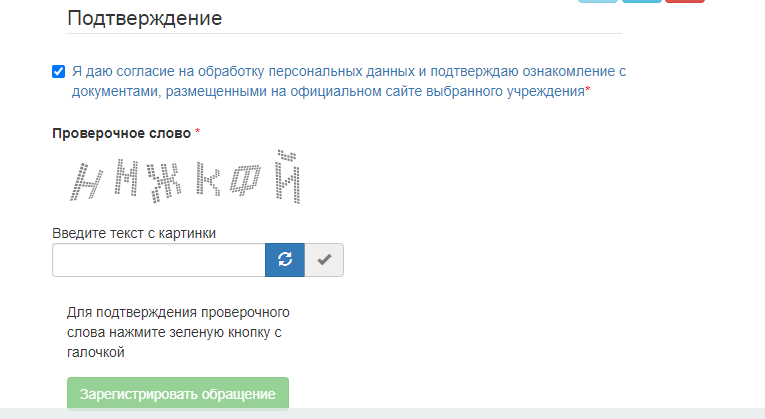 Подтверждение
Я даю согласие на обработку персональных данных и подтверждаю ознакомление с
документами, размещенными на официальном сайте выбранного учреждения*
Проверочное слово *
НМЖКФЙ
Введите текст с картинки
Для подтверждения проверочного
слова нажмите зеленую кнопку с
галочкой
Зарегистрировать обращение